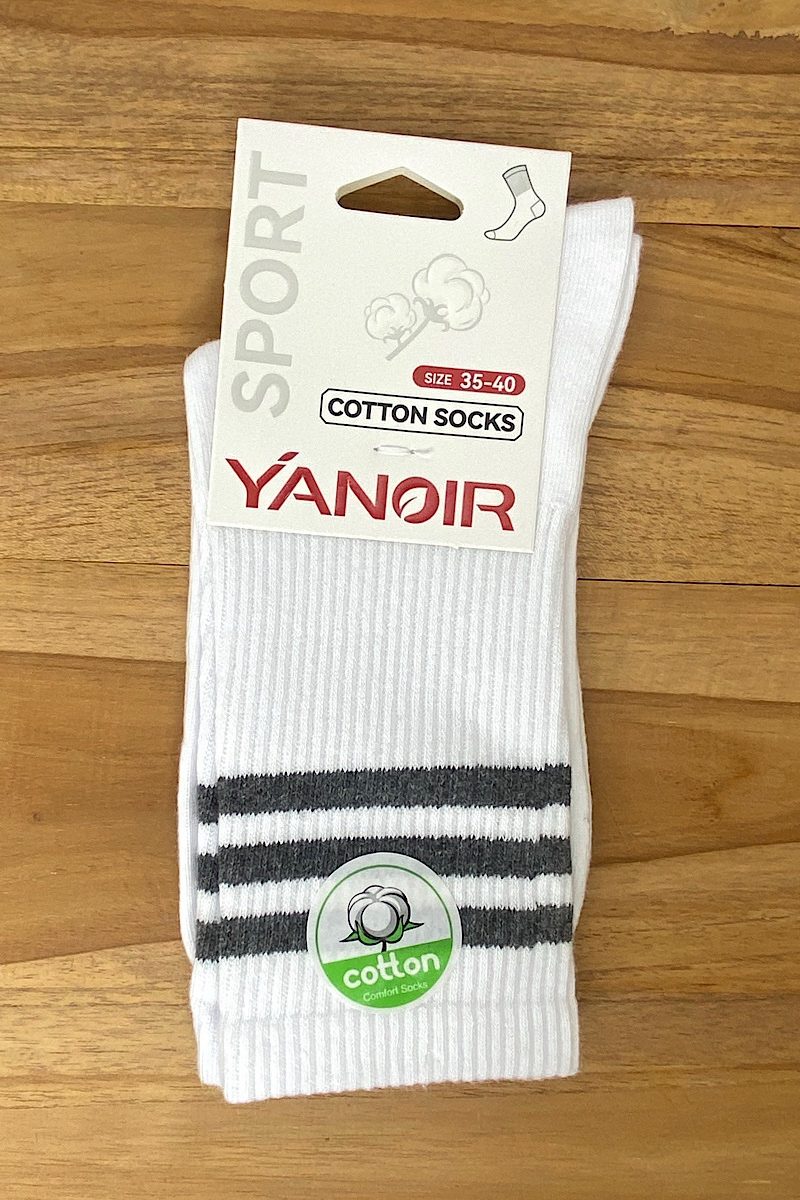 SPORT
SIZE 35-40
COTTON SOCKS
YANOIR
cotton
Comfort Socks